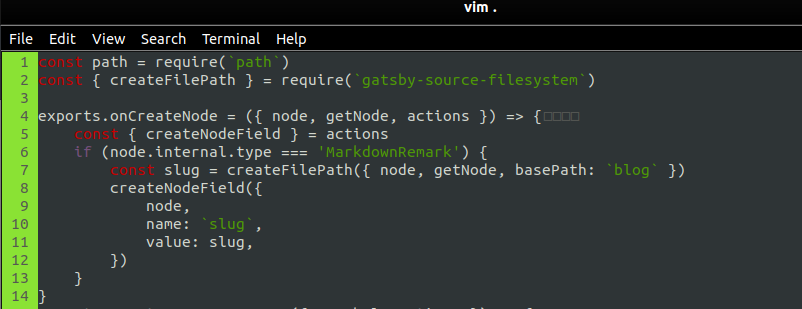 vim .
File Edit View Search Terminal Help
1 const path = require(`path`)
2 const { createFilePath } = require(`gatsby-source-filesystem`)
3
4 exports.onCreateNode = ({ node, getNode, actions }) => {□□□□
5     const { createNodeField } = actions
6     if (node.internal.type === 'MarkdownRemark') {
7         const slug = createFilePath({ node, getNode, basePath: `blog` })
8         createNodeField({
9             node,
10             name: `slug`,
11             value: slug,
12         })
13     }
14 }